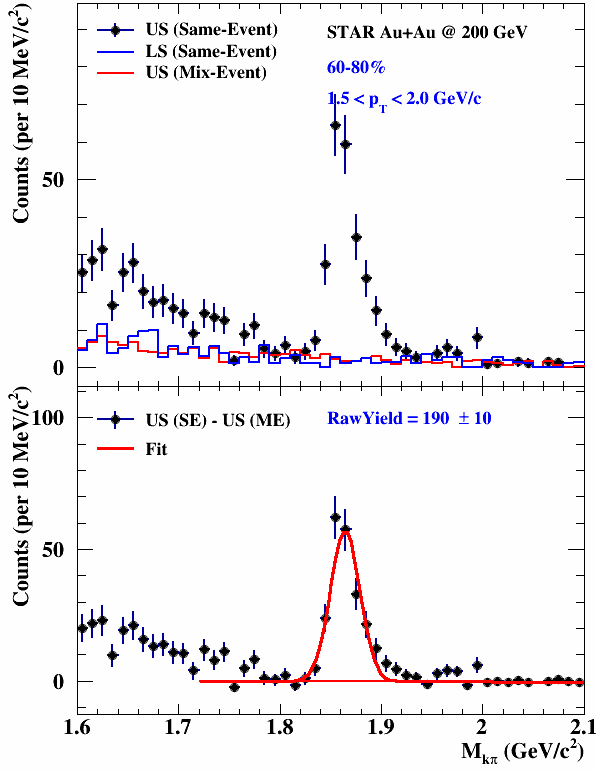 Counts (per 10 MeV/c²)
US (Same-Event)
LS (Same-Event)
US (Mix-Event)
STAR Au+Au @ 200 GeV
60-80%
1.5 < p_T < 2.0 GeV/c
50
0
Counts (per 10 MeV/c²)
US (SE) - US (ME)
Fit
RawYield = 190 ± 10
100
50
0
1.6 1.7 1.8 1.9 2 2.1
M_kπ (GeV/c²)